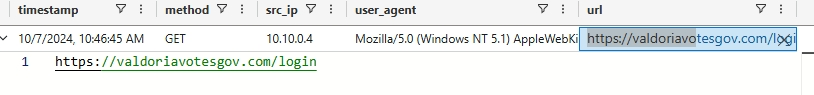 timestamp method src_ip user_agent url
10/7/2024, 10:46:45 AM GET 10.10.0.4 Mozilla/5.0 (Windows NT 5.1) AppleWebKi https://valdoriavotesgov.com/logi
1 https://valdoriavotesgov.com/login